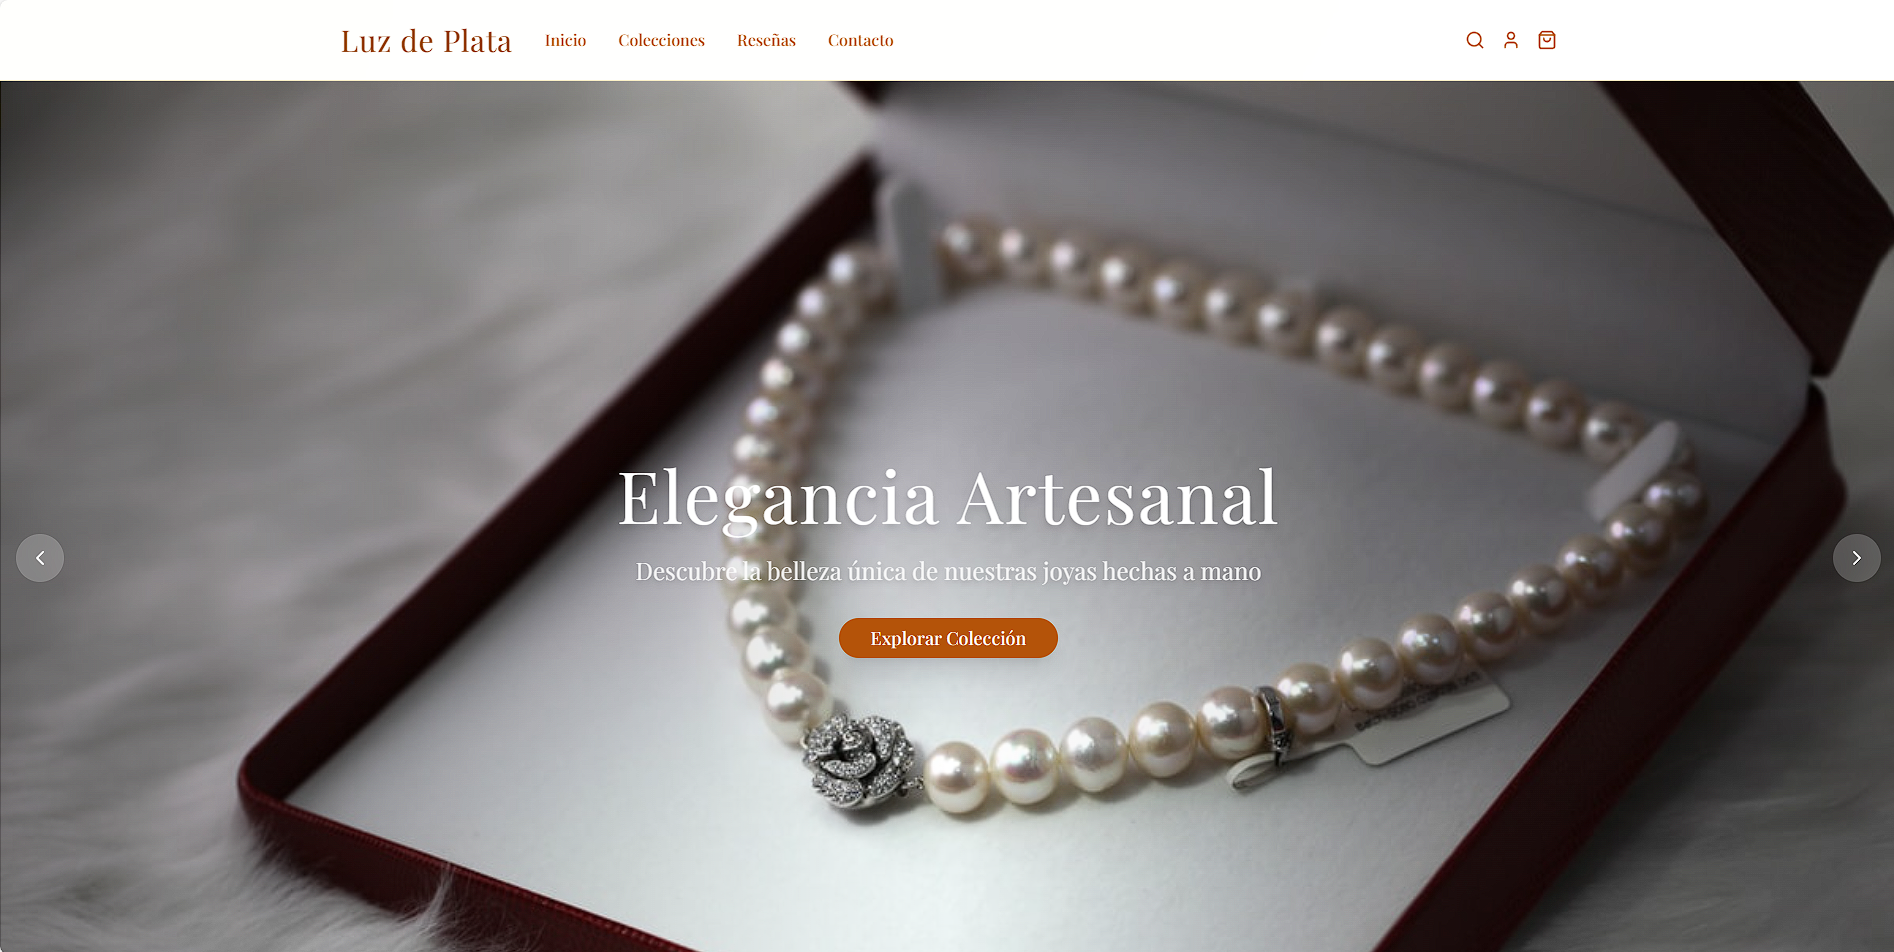 Luz de Plata
Inicio
Colecciones
Reseñas
Contacto
Elegancia Artesanal
Descubre la belleza única de nuestras joyas hechas a mano
Explorar Colección